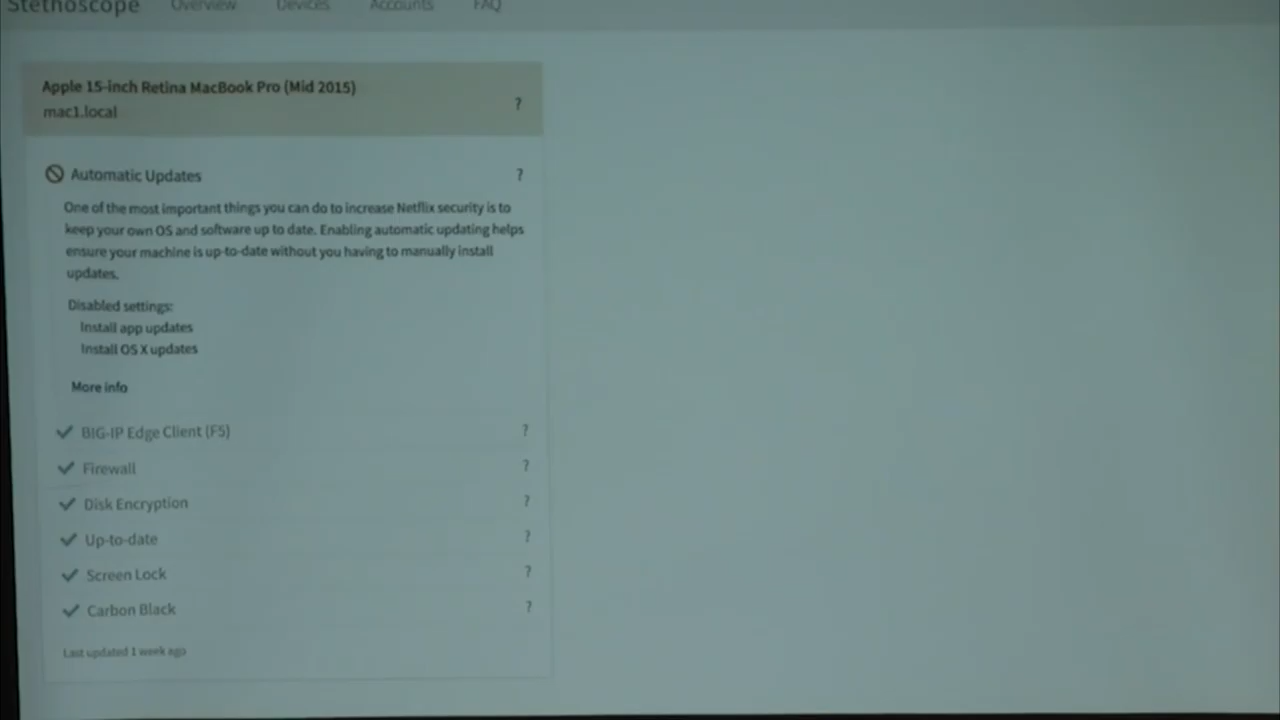 Stethoscope Overview Devices Accounts FAQ
Apple 15-inch Retina MacBook Pro (Mid 2015)
mac1.local
?
Automatic Updates ?
One of the most important things you can do to increase Netflix security is to
keep your own OS and software up to date. Enabling automatic updating helps
ensure your machine is up-to-date without you having to manually install
updates.
Disabled settings:
Install app updates
Install OS X updates
More info
BIG-IP Edge Client (F5) ?
Firewall ?
Disk Encryption ?
Up-to-date ?
Screen Lock ?
Carbon Black ?
Last updated 1 week ago